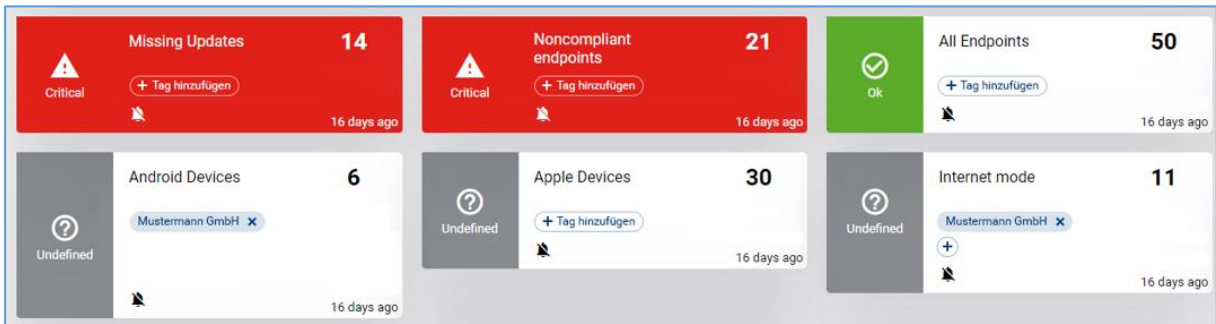 Missing Updates 14
Critical
+ Tag hinzufügen
16 days ago
Noncompliant
endpoints
21
Critical
+ Tag hinzufügen
16 days ago
All Endpoints 50
Ok
+ Tag hinzufügen
16 days ago
Android Devices 6
Mustermann GmbH ×
Undefined
16 days ago
Apple Devices 30
Undefined
+ Tag hinzufügen
16 days ago
Internet mode 11
Mustermann GmbH ×
Undefined
+
16 days ago